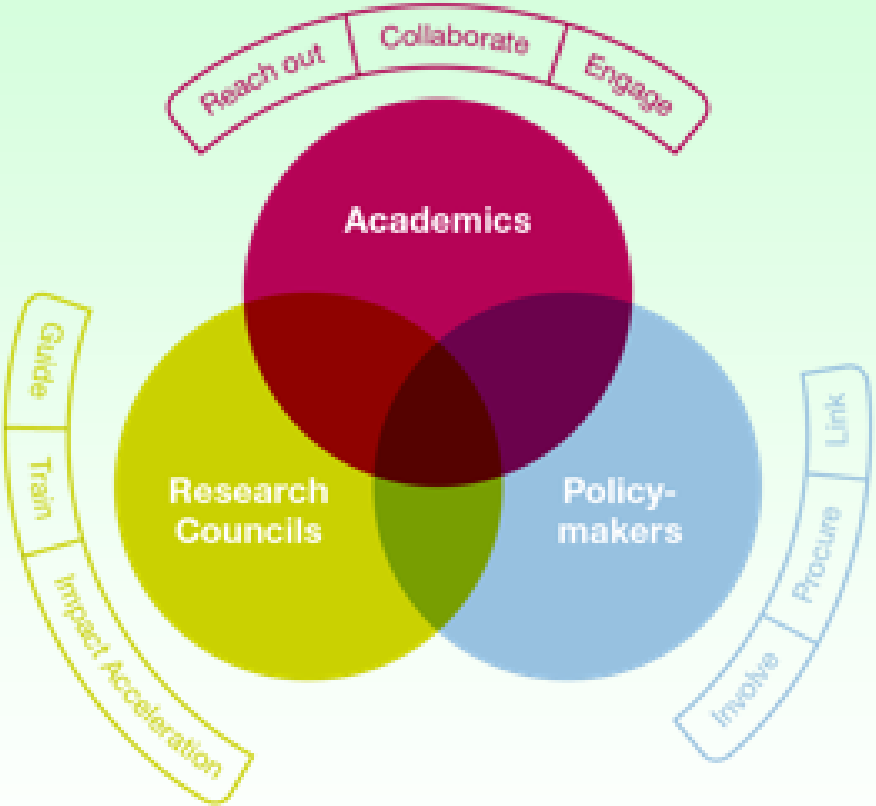 Reach out
Collaborate
Engage
Academics
Guide
Train
Impact Acceleration
Research
Councils
Policy-
makers
Link
Procure
Involve